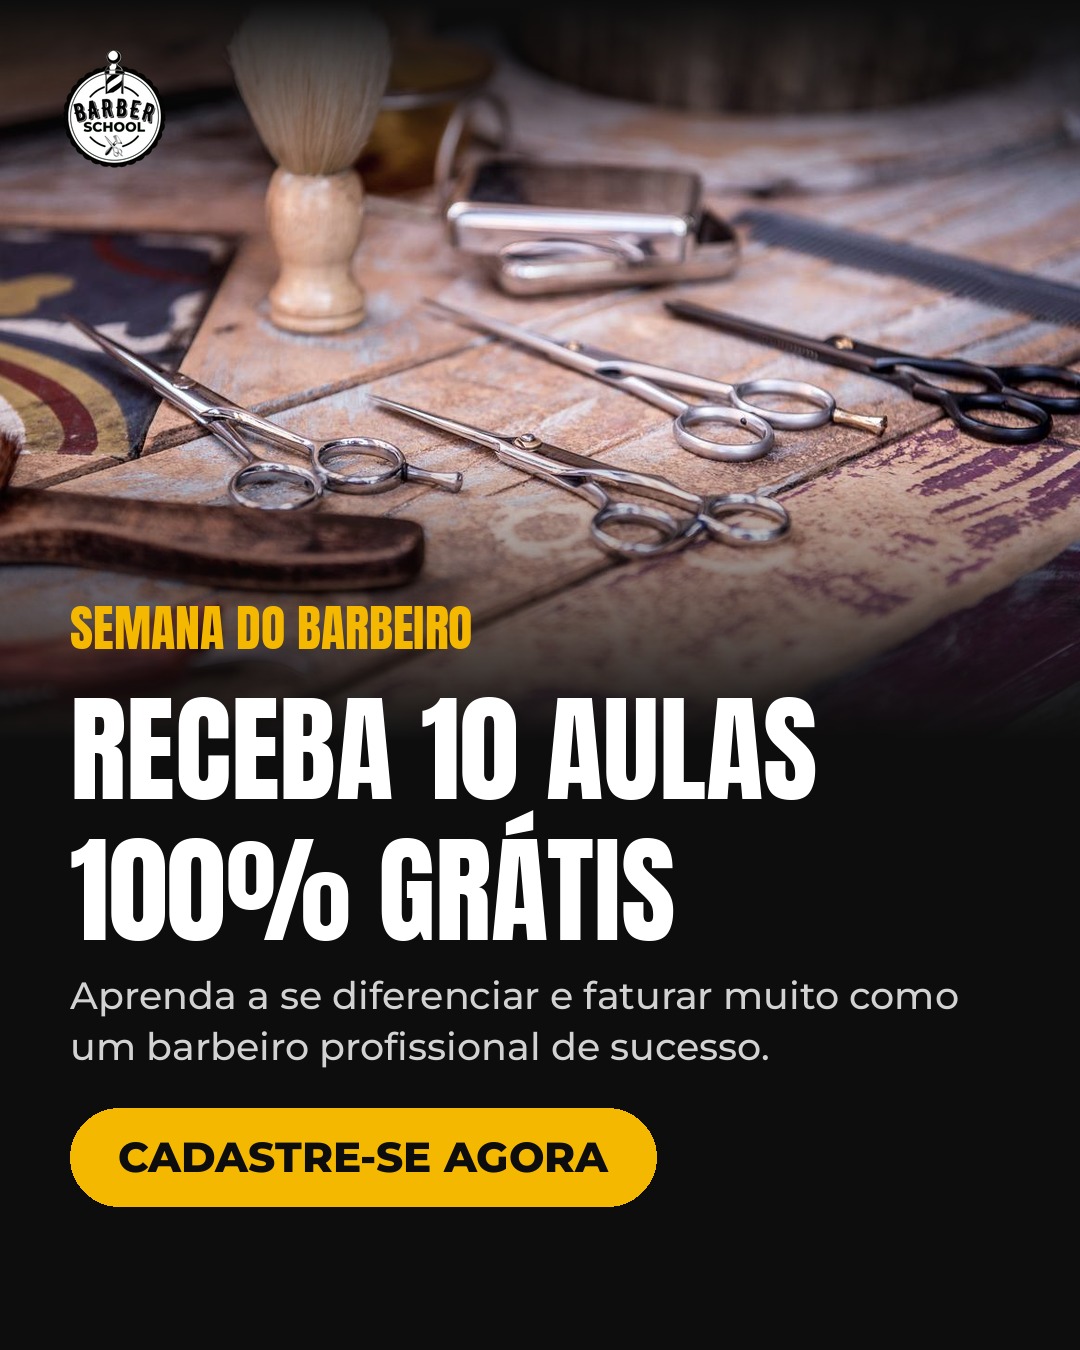 BARBER
SCHOOL
SEMANA DO BARBEIRO
RECEBA 10 AULAS
100% GRÁTIS
Aprenda a se diferenciar e faturar muito como
um barbeiro profissional de sucesso.
CADASTRE-SE AGORA